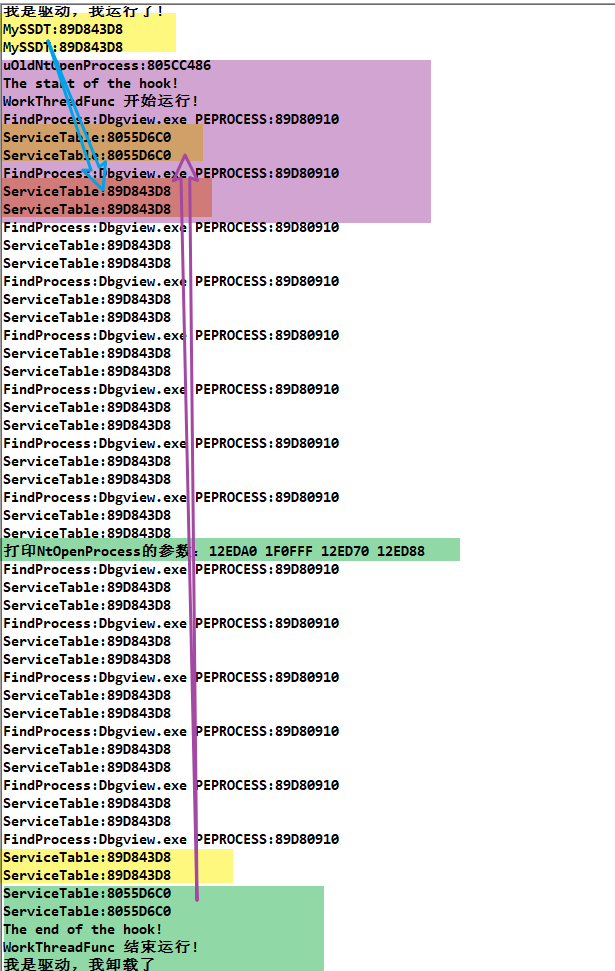 我是驱动，我运行了!
MySSDT:89D843D8
MySSDT:89D843D8
uOldNtOpenProcess:805CC486
The start of the hook!
WorkThreadFunc 开始运行!
FindProcess:Dbgview.exe PEPROCESS:89D80910
ServiceTable:8055D6C0
ServiceTable:8055D6C0
FindProcess:Dbgview.exe PEPROCESS:89D80910
ServiceTable:89D843D8
ServiceTable:89D843D8
FindProcess:Dbgview.exe PEPROCESS:89D80910
ServiceTable:89D843D8
ServiceTable:89D843D8
FindProcess:Dbgview.exe PEPROCESS:89D80910
ServiceTable:89D843D8
ServiceTable:89D843D8
FindProcess:Dbgview.exe PEPROCESS:89D80910
ServiceTable:89D843D8
ServiceTable:89D843D8
FindProcess:Dbgview.exe PEPROCESS:89D80910
ServiceTable:89D843D8
ServiceTable:89D843D8
FindProcess:Dbgview.exe PEPROCESS:89D80910
ServiceTable:89D843D8
ServiceTable:89D843D8
FindProcess:Dbgview.exe PEPROCESS:89D80910
ServiceTable:89D843D8
ServiceTable:89D843D8
打印NtOpenProcess的参数：12EDA0 1F0FFF 12ED70 12ED88
FindProcess:Dbgview.exe PEPROCESS:89D80910
ServiceTable:89D843D8
ServiceTable:89D843D8
FindProcess:Dbgview.exe PEPROCESS:89D80910
ServiceTable:89D843D8
ServiceTable:89D843D8
FindProcess:Dbgview.exe PEPROCESS:89D80910
ServiceTable:89D843D8
ServiceTable:89D843D8
FindProcess:Dbgview.exe PEPROCESS:89D80910
ServiceTable:89D843D8
ServiceTable:89D843D8
FindProcess:Dbgview.exe PEPROCESS:89D80910
ServiceTable:89D843D8
ServiceTable:89D843D8
FindProcess:Dbgview.exe PEPROCESS:89D80910
ServiceTable:89D843D8
ServiceTable:89D843D8
ServiceTable:8055D6C0
ServiceTable:8055D6C0
The end of the hook!
WorkThreadFunc 结束运行!
我是驱动，我卸载了